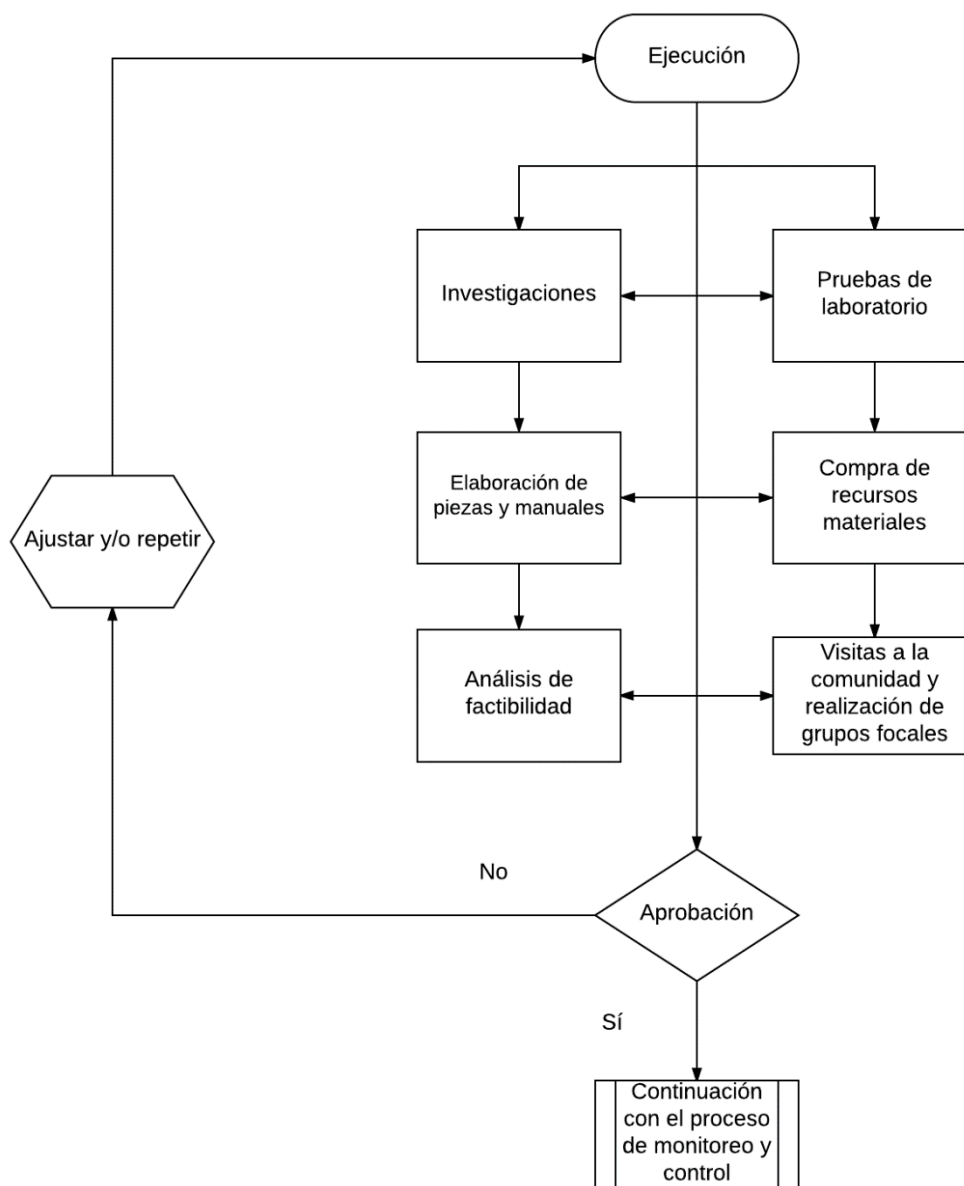 Ejecución
Investigaciones
Pruebas de
laboratorio
Elaboración de
piezas y manuales
Compra de
recursos
materiales
Ajustar y/o repetir
Análisis de
factibilidad
Visitas a la
comunidad y
realización de
grupos focales
No
Aprobación
Sí
Continuación
con el proceso
de monitoreo y
control